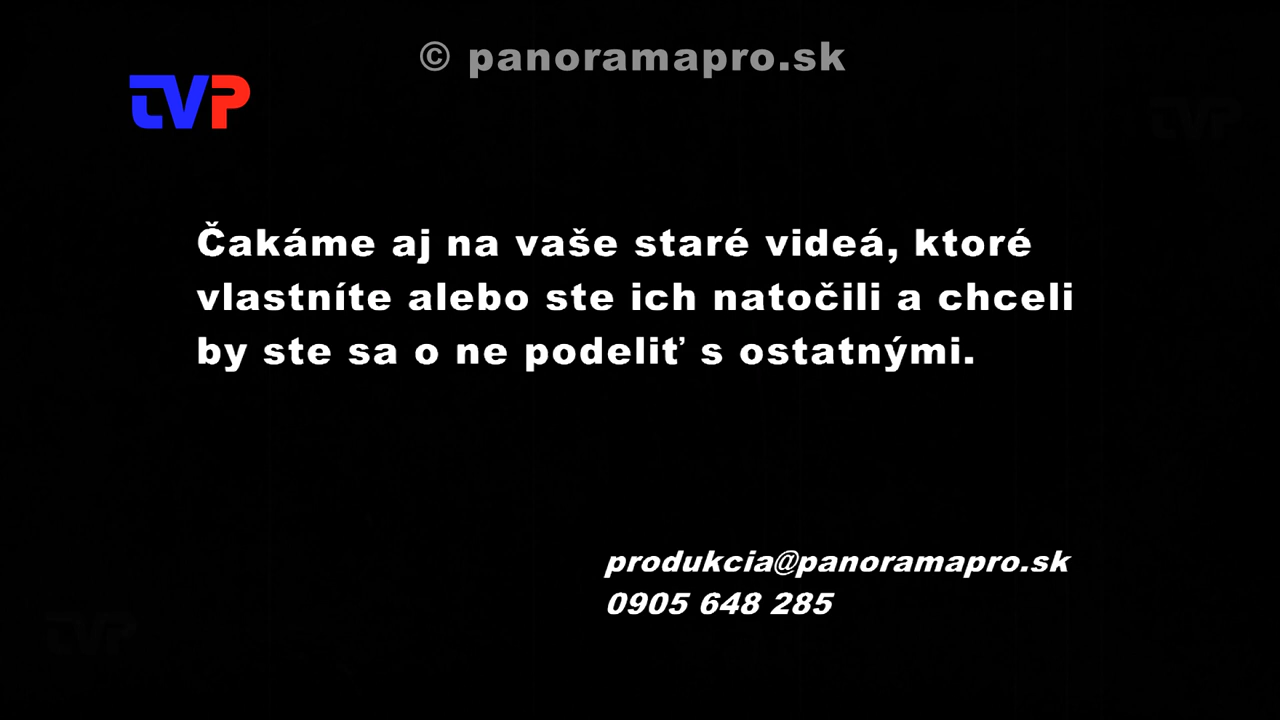 © panoramapro.sk
TVP
Čakáme aj na vaše staré videá, ktoré
vlastníte alebo ste ich natočili a chceli
by ste sa o ne podeliť s ostatnými.
produkcia@panoramapro.sk
0905 648 285